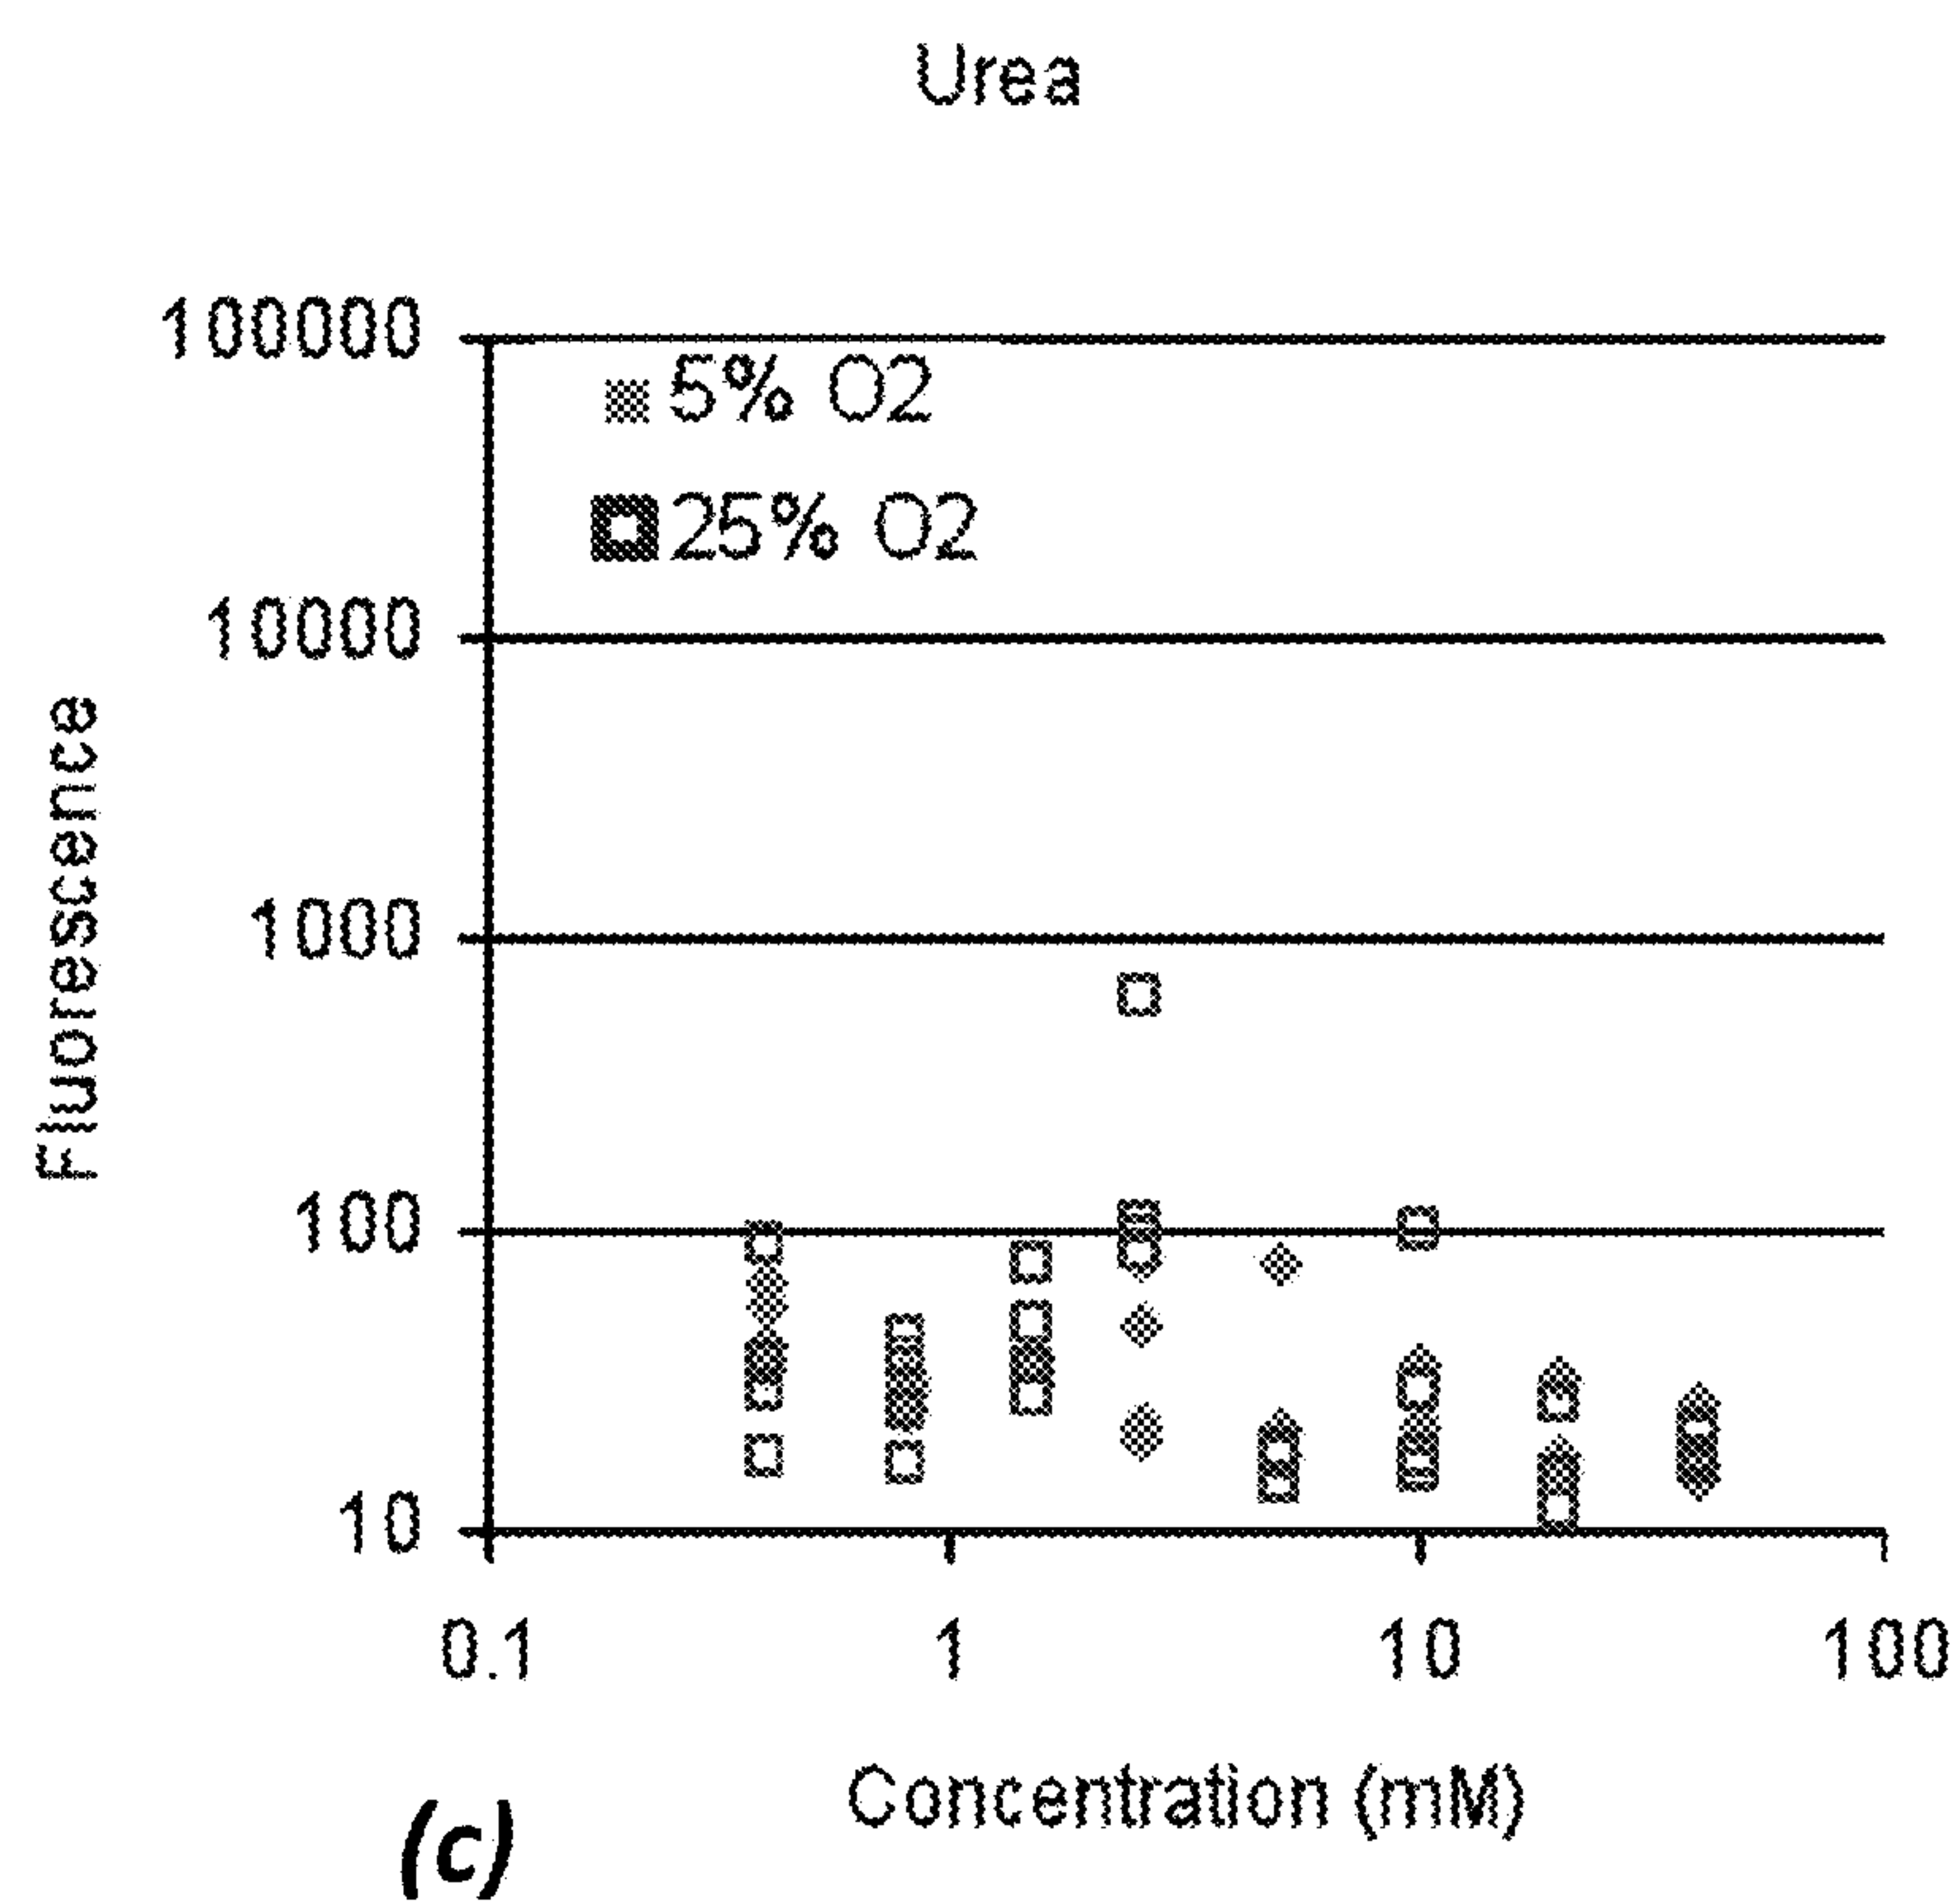 Urea
100000
5% O2
25% O2
10000
Fluorescence
1000
100
10
0.1 1 10 100
Concentration (mM)
(c)